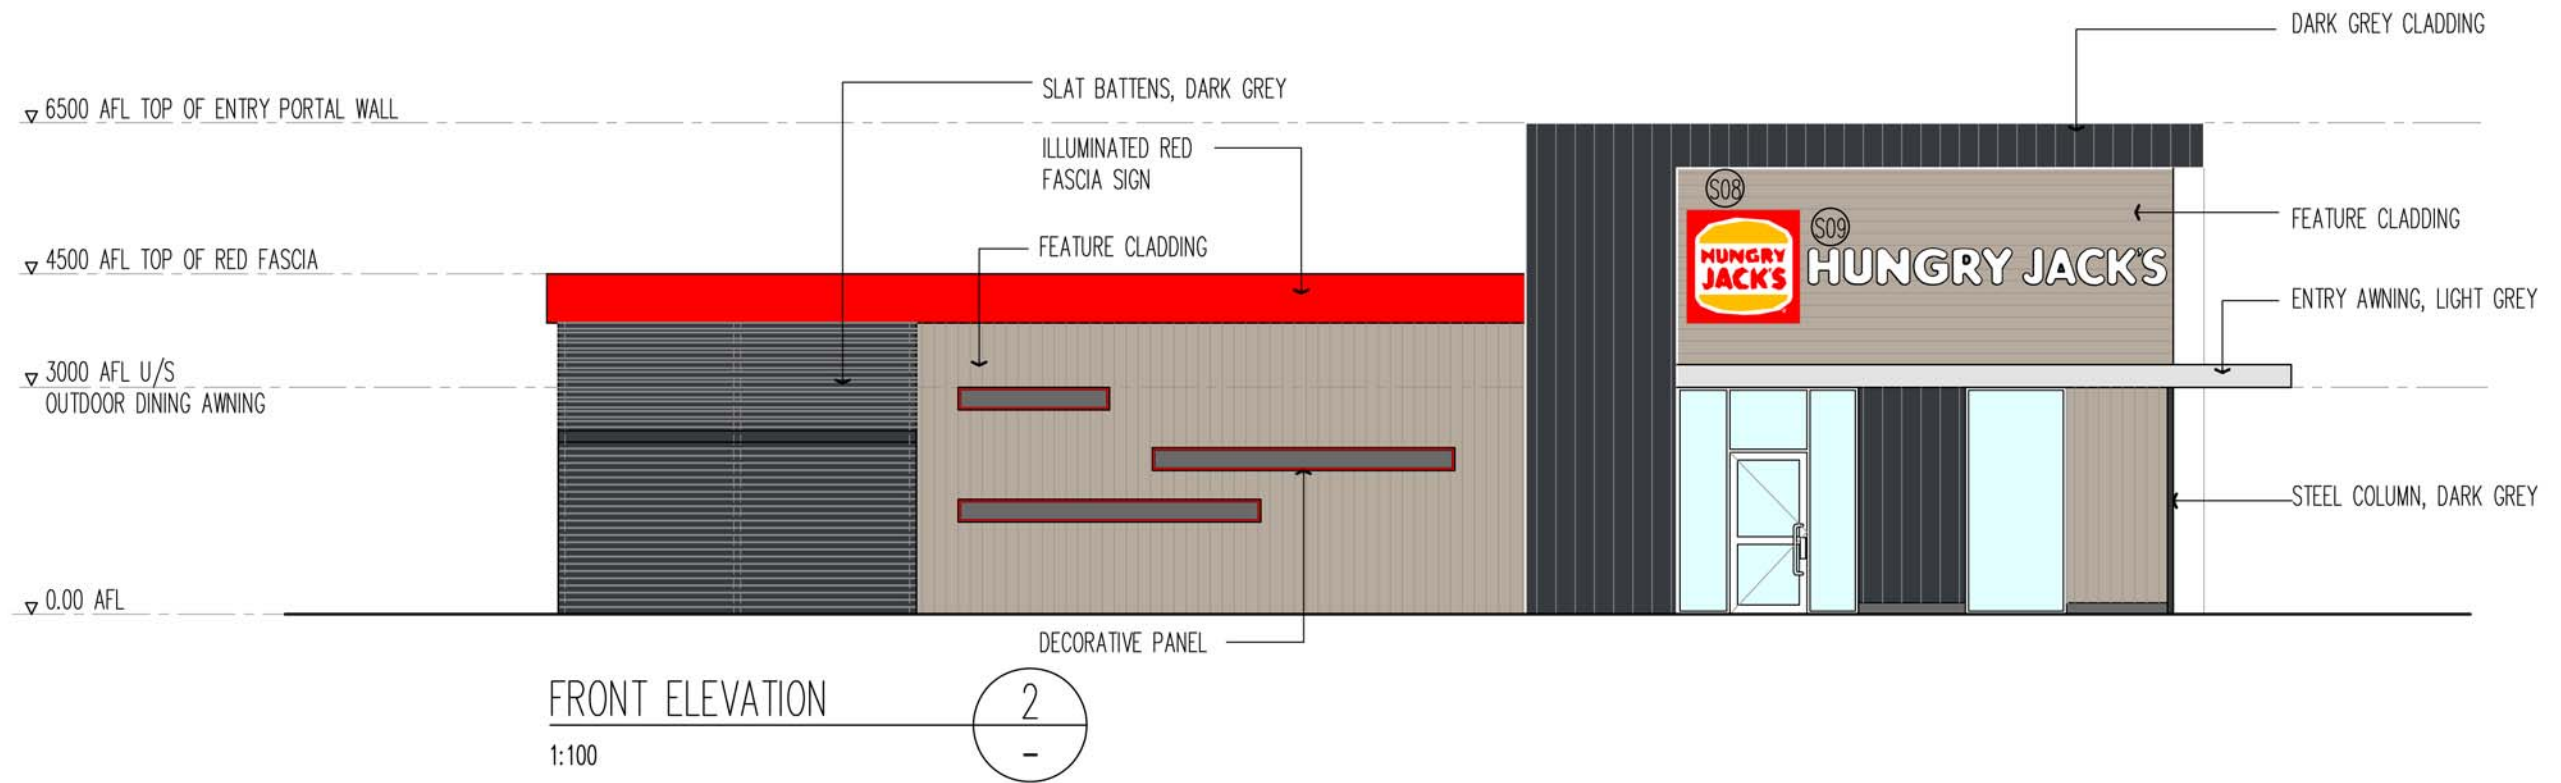 DARK GREY CLADDING
SLAT BATTENS, DARK GREY
6500 AFL TOP OF ENTRY PORTAL WALL
ILLUMINATED RED
FASCIA SIGN
S08
FEATURE CLADDING
S09
FEATURE CLADDING
4500 AFL TOP OF RED FASCIA
HUNGRY
JACK'S
HUNGRY JACK'S
ENTRY AWNING, LIGHT GREY
3000 AFL U/S
OUTDOOR DINING AWNING
STEEL COLUMN, DARK GREY
0.00 AFL
DECORATIVE PANEL
FRONT ELEVATION
2
-
1:100